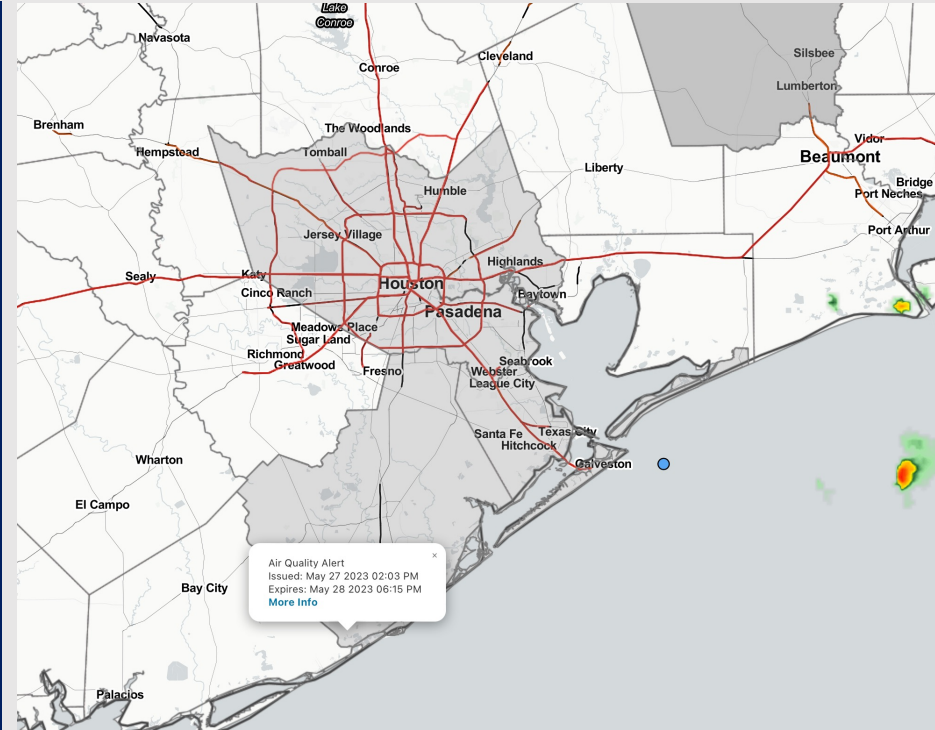 Lake
Conroe
Navasota
Cleveland
Silsbee
Conroe
Lumberton
Brenham
The Woodlands
Vidor
Hempstead
Tomball
Beaumont
Liberty
Bridge
Humble
Port Neches
Port Arthur
Jersey Village
Highlands
Sealy
Katy
Houston
Cinco Ranch
Baytown
Pasadena
Meadows Place
Sugar Land
Richmond
Greatwood
Seabrook
Fresno
Webster
League City
Santa Fe
Texas City
Hitchcock
Wharton
Galveston
El Campo
×
Air Quality Alert
Issued: May 27 2023 02:03 PM
Expires: May 28 2023 06:15 PM
More Info
Bay City
Palacios